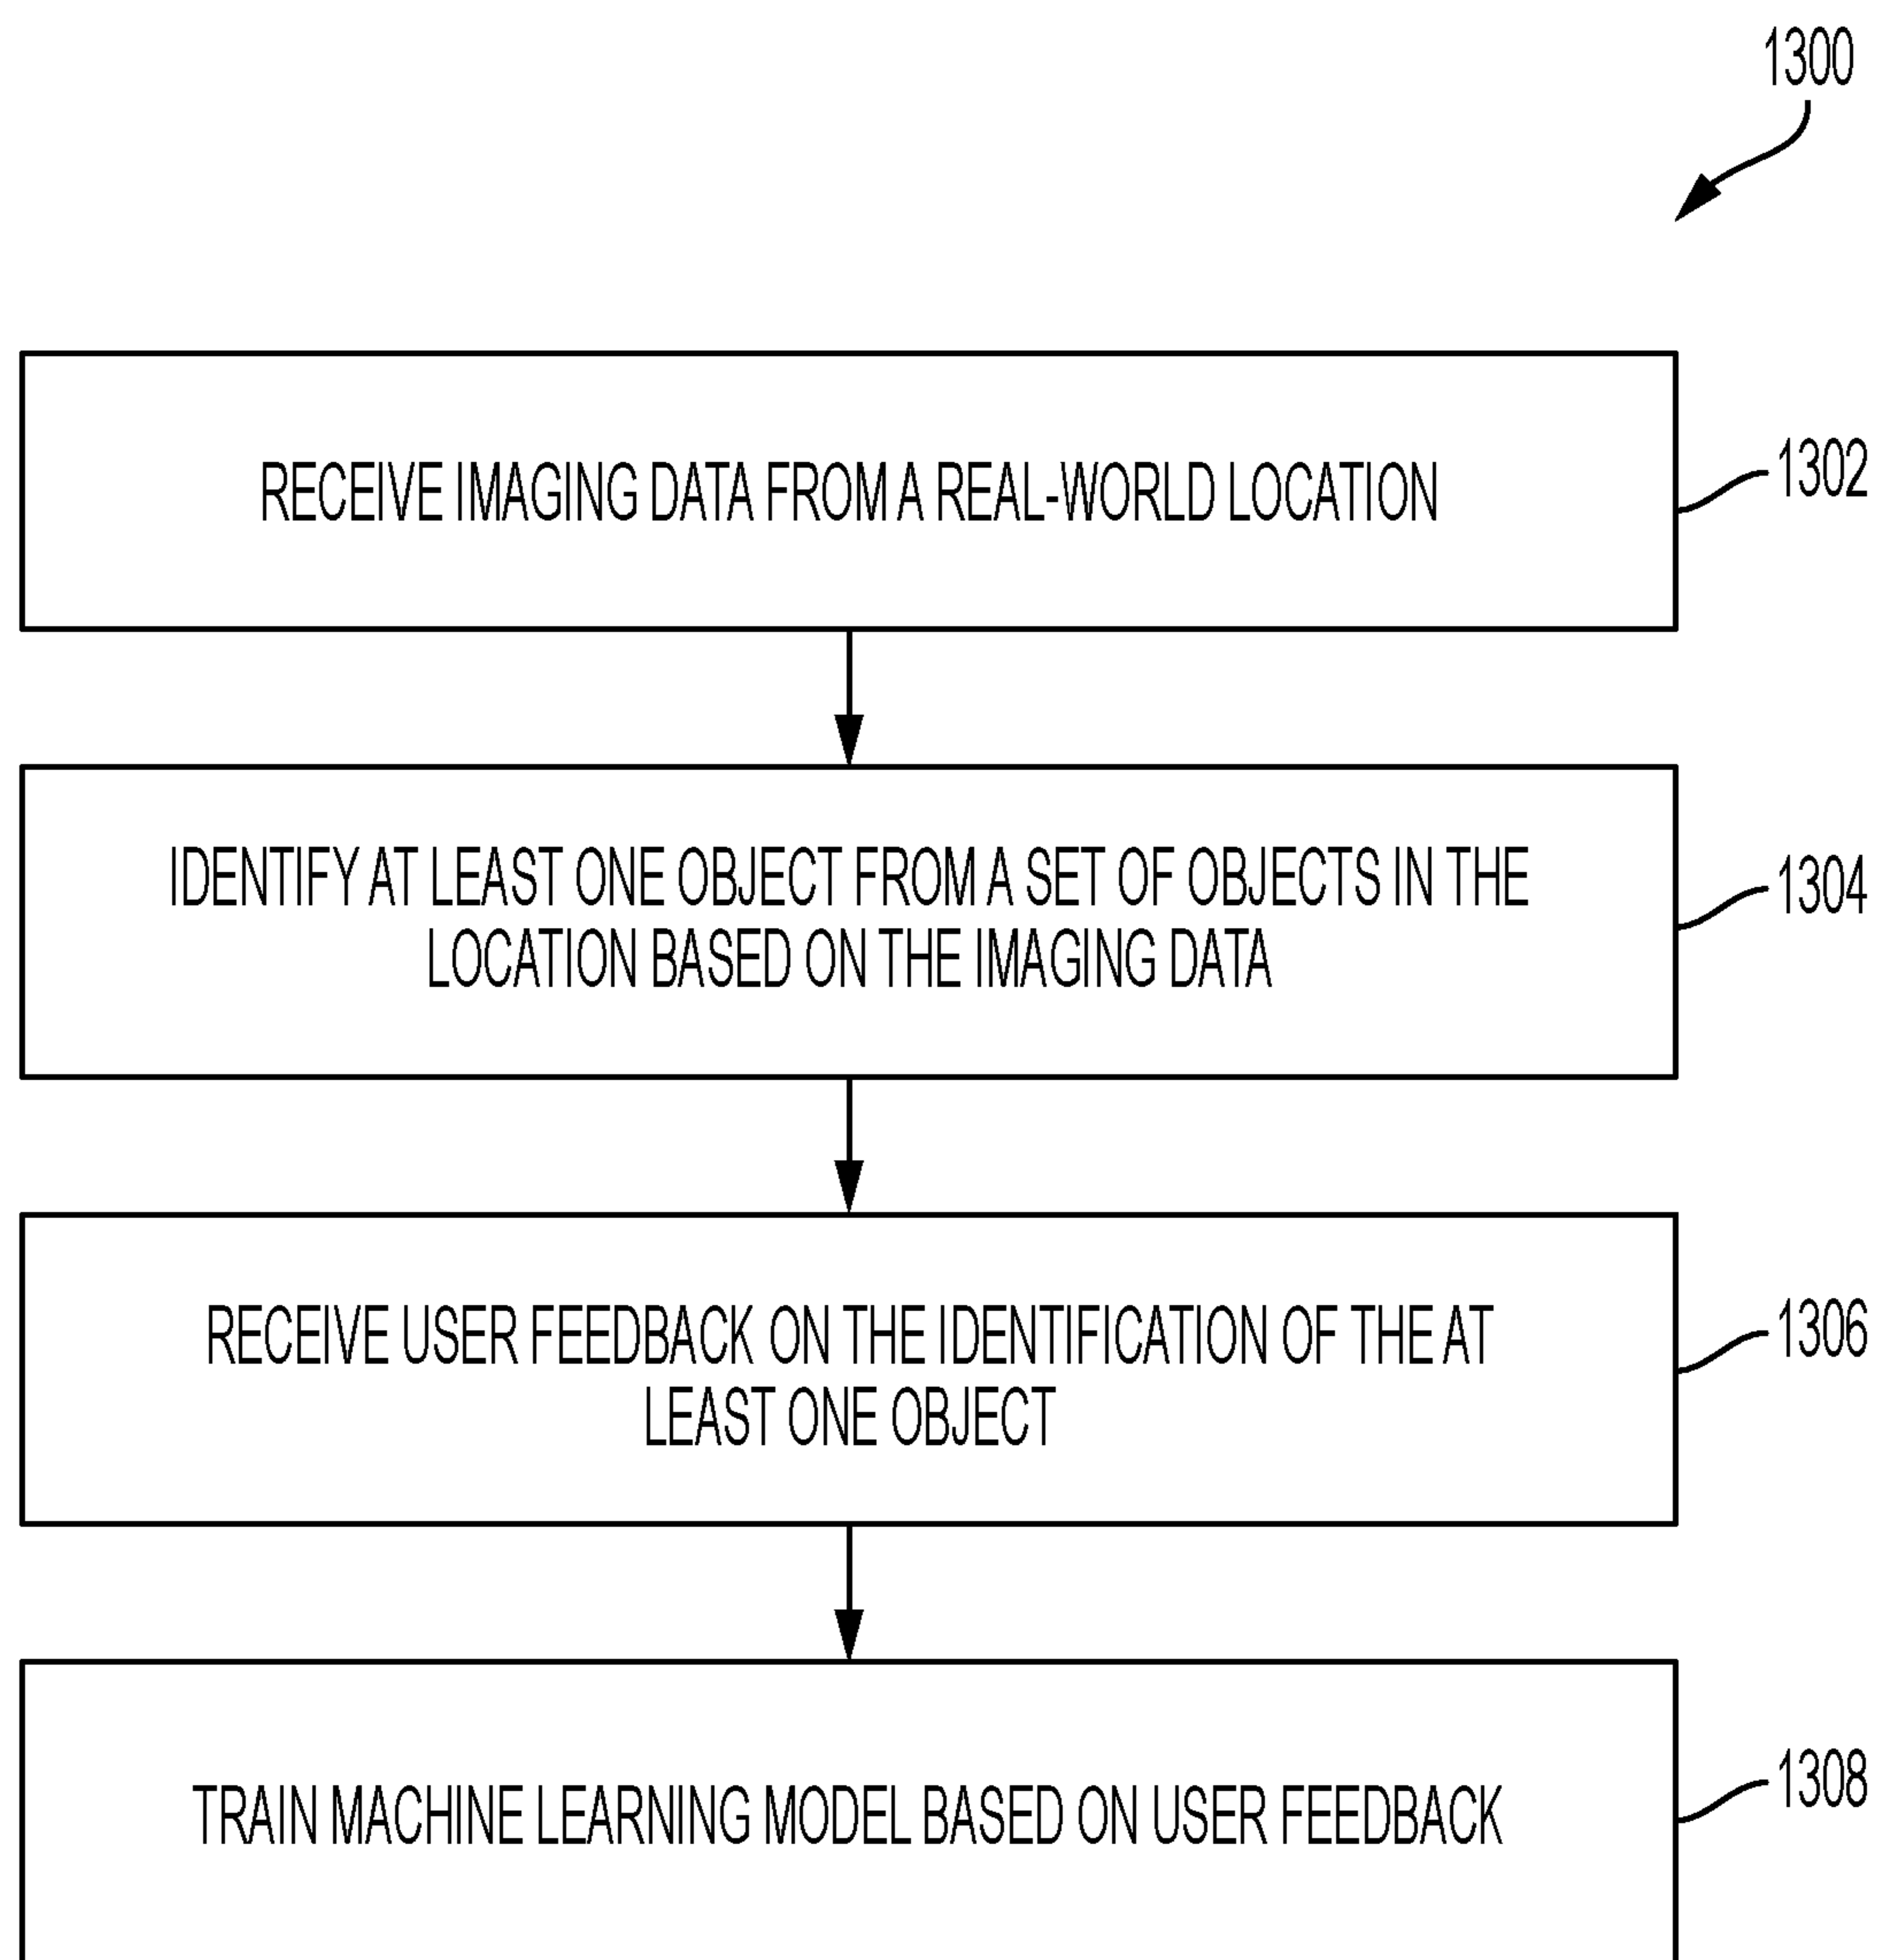 1300
RECEIVE IMAGING DATA FROM A REAL-WORLD LOCATION
1302
IDENTIFY AT LEAST ONE OBJECT FROM A SET OF OBJECTS IN THE
LOCATION BASED ON THE IMAGING DATA
1304
RECEIVE USER FEEDBACK ON THE IDENTIFICATION OF THE AT
LEAST ONE OBJECT
1306
TRAIN MACHINE LEARNING MODEL BASED ON USER FEEDBACK
1308